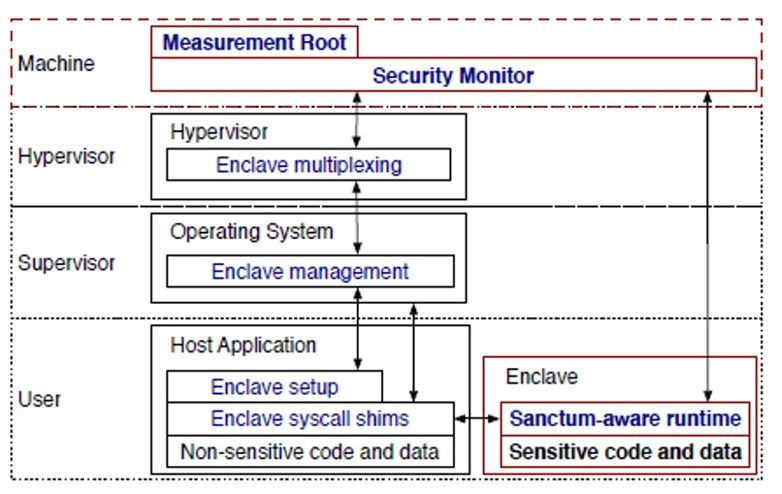 Machine
Measurement Root
Security Monitor
Hypervisor
Hypervisor
Enclave multiplexing
Supervisor
Operating System
Enclave management
User
Host Application
Enclave setup
Enclave syscall shims
Non-sensitive code and data
Enclave
Sanctum-aware runtime
Sensitive code and data